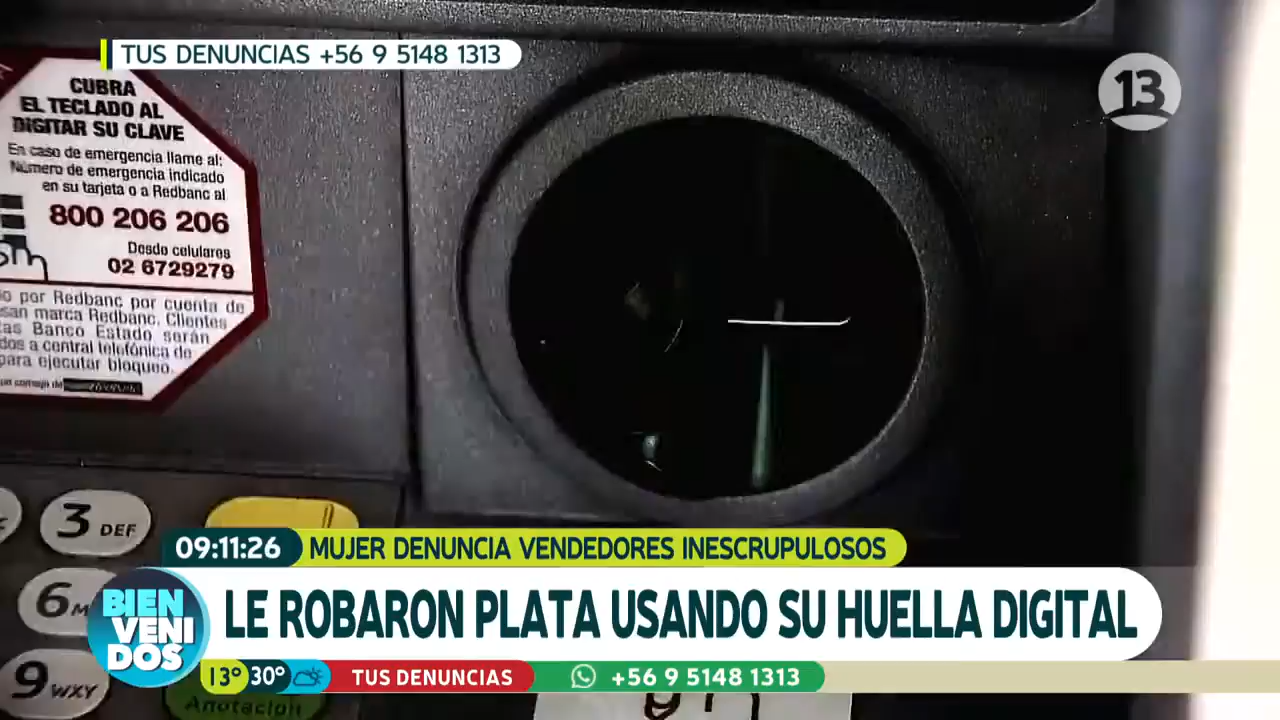 TUS DENUNCIAS +56 9 5148 1313
13
CUBRA
EL TECLADO AL
DIGITAR SU CLAVE
En caso de emergencia llame al:
Número de emergencia indicado
en su tarjeta o a Redbanc al
800 206 206
Desde celulares
02 6729279
por Redbanc por cuenta de
san marca Redbanc. Clientes
Banco Estado serán
a central telefónica de
para ejecutar bloqueo.
3 DEF
6
9 WXY
Anotación
09:11:26 MUJER DENUNCIA VENDEDORES INESCRUPULOSOS
BIEN
VENI
DOS
LE ROBARON PLATA USANDO SU HUELLA DIGITAL
13° 30° TUS DENUNCIAS +56 9 5148 1313